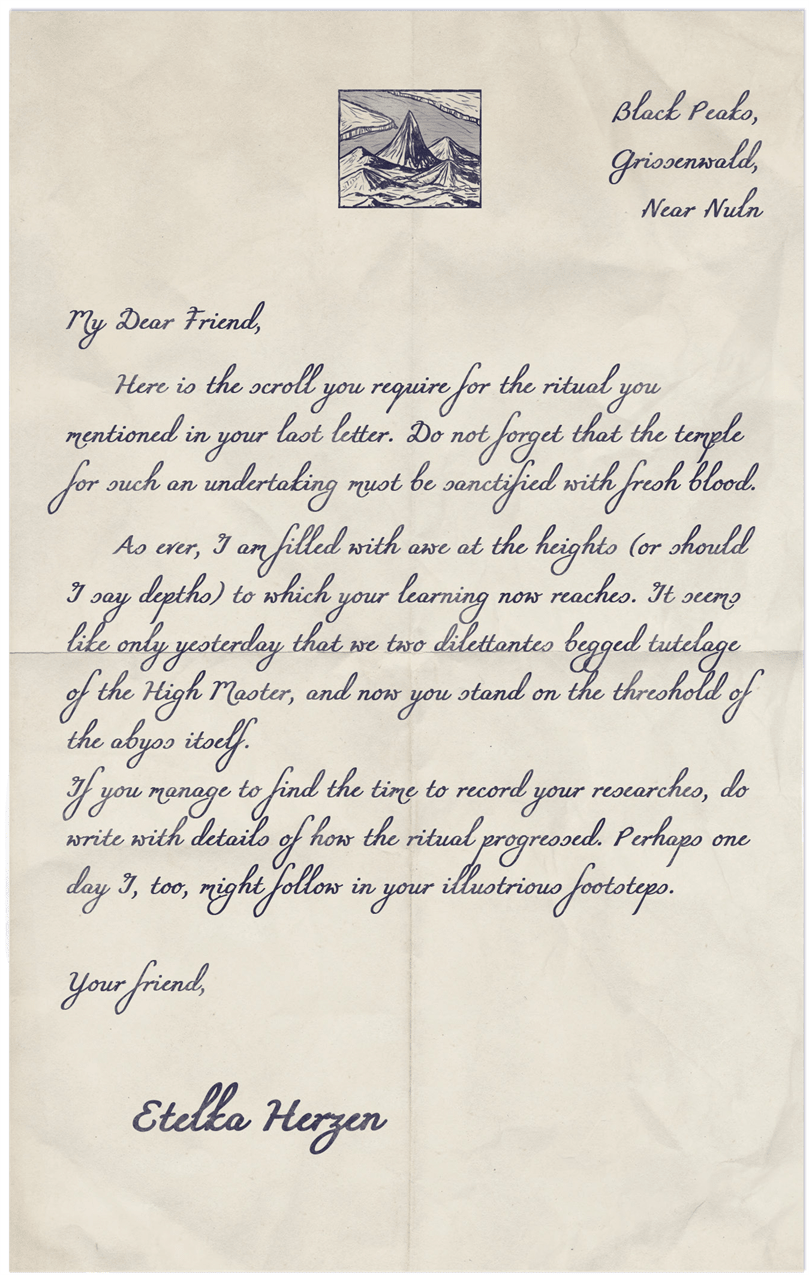 Black Peaks,
Grissenwald,
Near Nuln
My Dear Friend,
Here is the scroll you require for the ritual you
mentioned in your last letter. Do not forget that the temple
for such an undertaking must be sanctified with fresh blood.
As ever, I am filled with awe at the heights (or should
I say depths) to which your learning now reaches. It seems
like only yesterday that we two dilettantes begged tutelage
of the High Master, and now you stand on the threshold of
the abyss itself.
If you manage to find the time to record your researches, do
write with details of how the ritual progressed. Perhaps one
day I, too, might follow in your illustrious footsteps.
Your friend,
Etelka Herzen